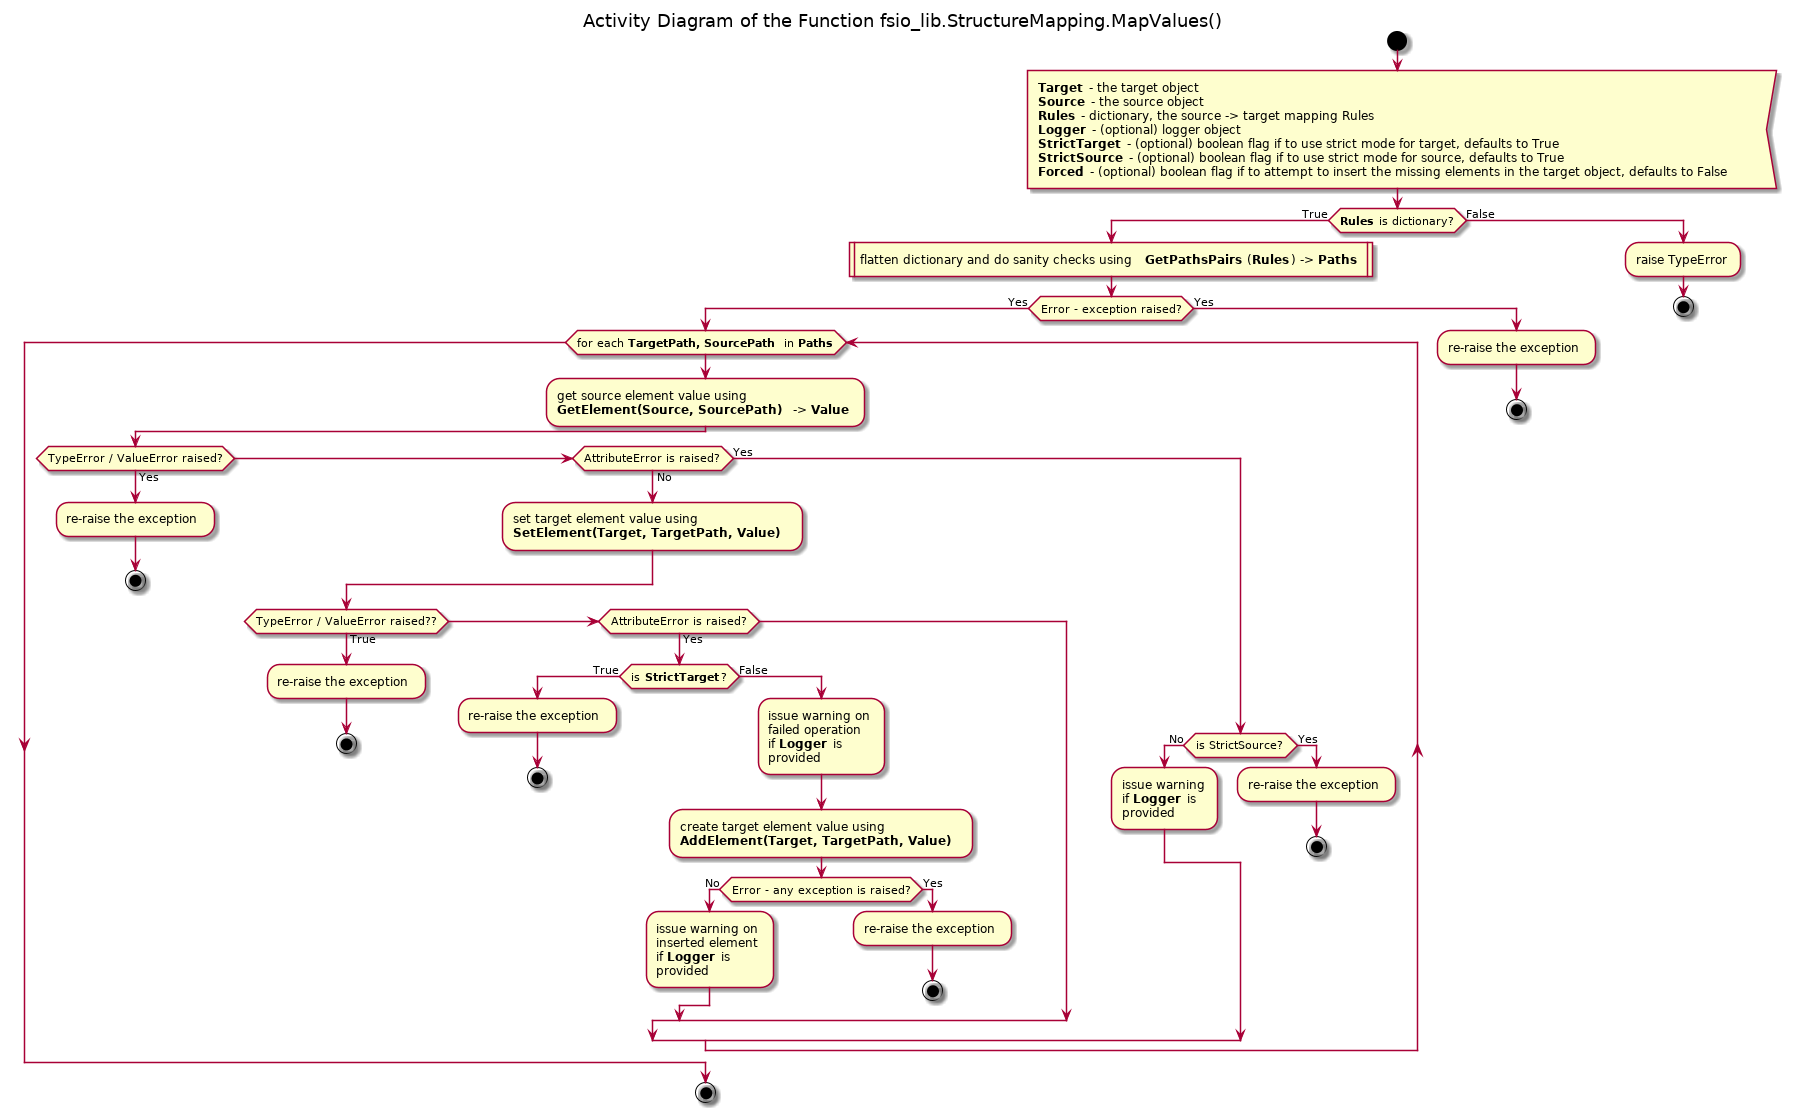 Activity Diagram of the Function fsio_lib.StructureMapping.MapValues()
Target - the target object
Source - the source object
Rules - dictionary, the source -> target mapping Rules
Logger - (optional) logger object
StrictTarget - (optional) boolean flag if to use strict mode for target, defaults to True
StrictSource - (optional) boolean flag if to use strict mode for source, defaults to True
Forced - (optional) boolean flag if to attempt to insert the missing elements in the target object, defaults to False
True
Rules is dictionary?
False
flatten dictionary and do sanity checks using GetPathsPairs (Rules) -> Paths
raise TypeError
Yes
Error - exception raised?
Yes
for each TargetPath, SourcePath in Paths
re-raise the exception
get source element value using
GetElement(Source, SourcePath) -> Value
TypeError / ValueError raised?
Yes
AttributeError is raised?
Yes
No
re-raise the exception
set target element value using
SetElement(Target, TargetPath, Value)
TypeError / ValueError raised??
True
AttributeError is raised?
Yes
re-raise the exception
True
is StrictTarget?
False
re-raise the exception
issue warning on
failed operation
if Logger is
provided
No
is StrictSource?
Yes
issue warning
if Logger is
provided
re-raise the exception
create target element value using
AddElement(Target, TargetPath, Value)
No
Error - any exception is raised?
Yes
issue warning on
inserted element
if Logger is
provided
re-raise the exception